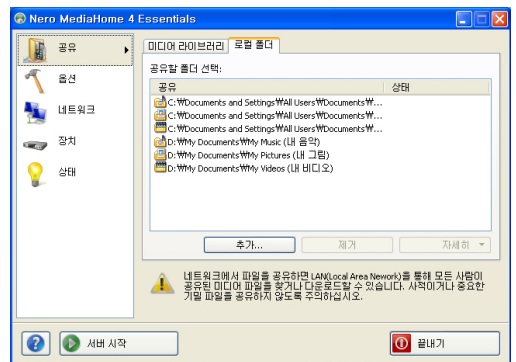 Nero MediaHome 4 Essentials
공유
옵션
네트워크
장치
상태
미디어 라이브러리 로컬 폴더
공유할 폴더 선택:
공유 상태
C:₩Documents and Settings₩All Users₩Documents₩...
C:₩Documents and Settings₩All Users₩Documents₩...
C:₩Documents and Settings₩All Users₩Documents₩...
D:₩My Documents₩My Music (내 음악)
D:₩My Documents₩My Pictures (내 그림)
D:₩My Documents₩My Videos (내 비디오)
추가... 제거 자세히
네트워크에서 파일을 공유하면 LAN(Local Area Nework)을 통해 모든 사람이
공유된 미디어 파일을 찾거나 다운로드할 수 있습니다. 사적이거나 중요한
기밀 파일을 공유하지 않도록 주의하십시오.
서버 시작 끝내기